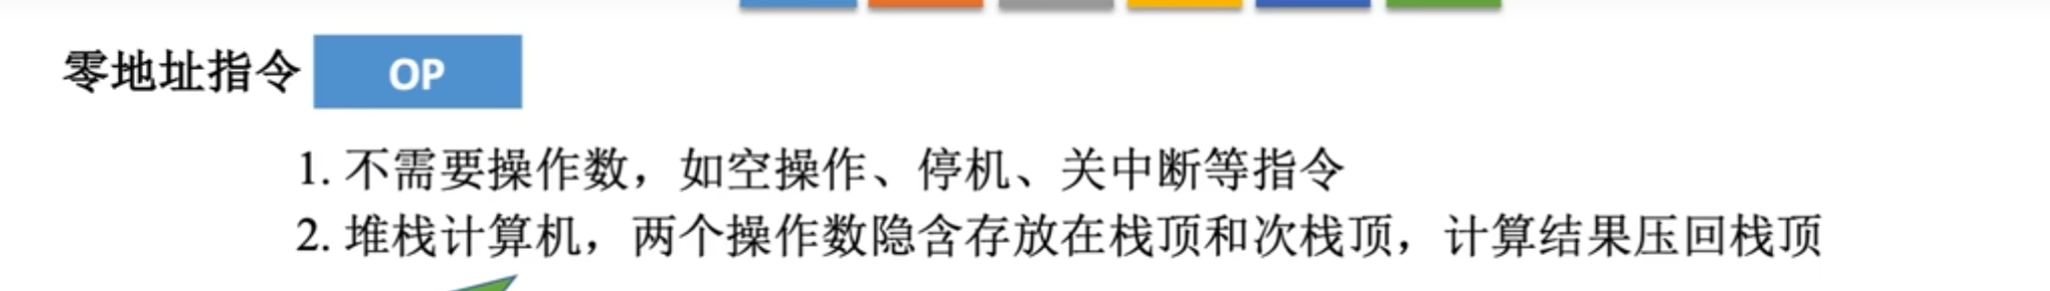 零地址指令 OP
1. 不需要操作数，如空操作、停机、关中断等指令
2. 堆栈计算机，两个操作数隐含存放在栈顶和次栈顶，计算结果压回栈顶